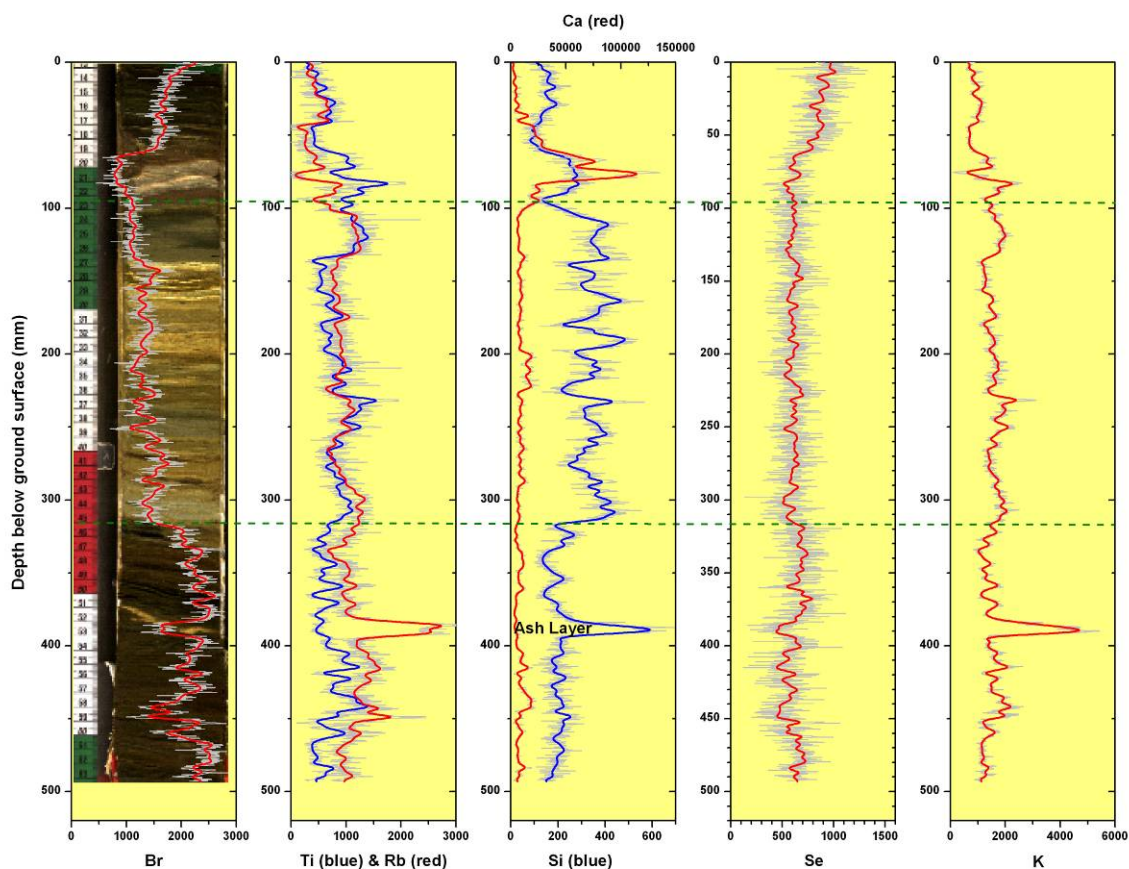 Ca (red)
0 50000 100000 150000
0 0 0 0 0
50
100 100 100 100 100
150
200 200 200 200 200
250
300 300 300 300 300
350
400 400 400 400 400
450
500 500 500 500 500
Depth below ground surface (mm)
Ash Layer
0 1000 2000 3000
0 1000 2000 3000
0 200 400 600
0 500 1000 1500
0 2000 4000 6000
Br
Ti (blue) & Rb (red)
Si (blue)
Se
K